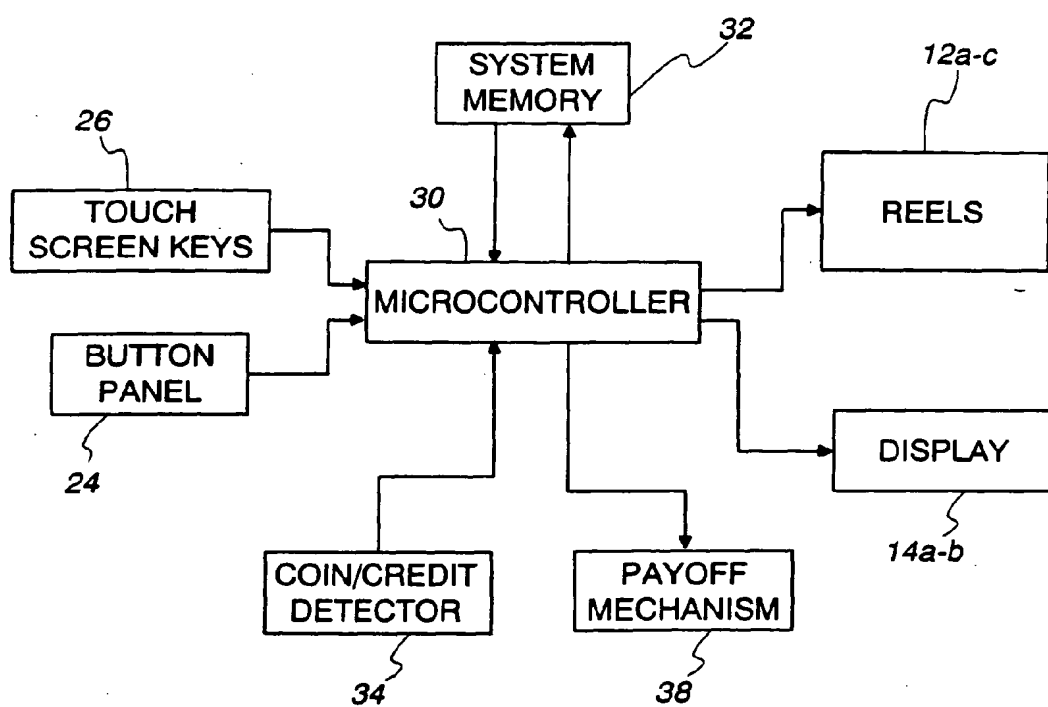 32
SYSTEM
MEMORY
12a-c
26
TOUCH
SCREEN KEYS
30
REELS
MICROCONTROLLER
BUTTON
PANEL
24
DISPLAY
14a-b
COIN/CREDIT
DETECTOR
34
PAYOFF
MECHANISM
38